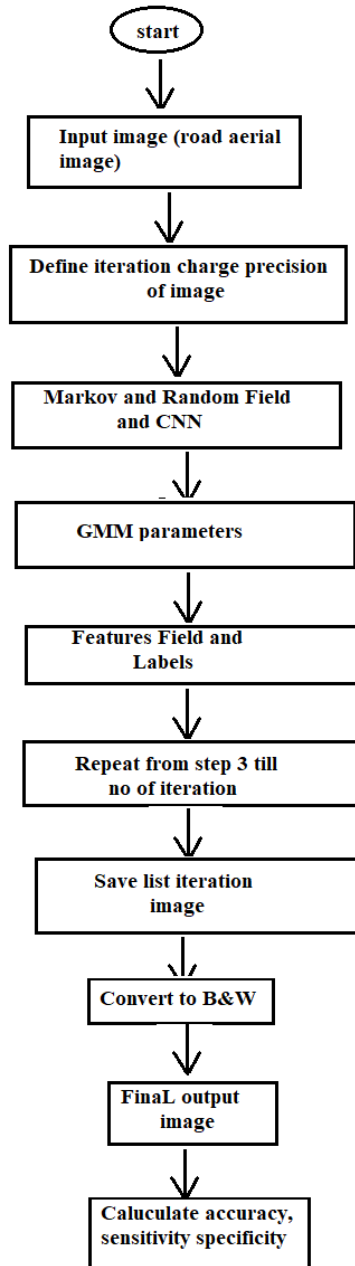 start
Input image (road aerial
image)
Define iteration charge precision
of image
Markov and Random Field
and CNN
GMM parameters
Features Field and
Labels
Repeat from step 3 till
no of iteration
Save list iteration
image
Convert to B&W
FinaL output
image
Caluculate accuracy,
sensitivity specificity